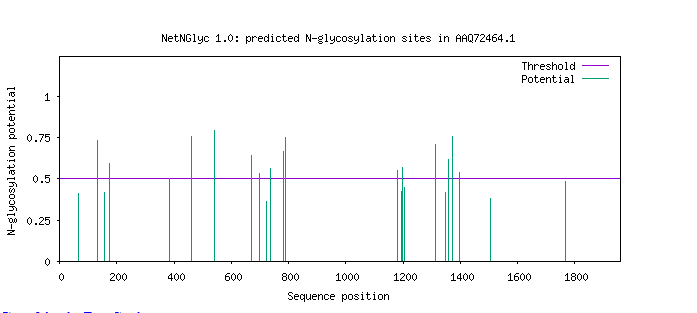 NetNGlyc 1.0: predicted N-glycosylation sites in AAQ72464.1
Threshold
Potential
N-glycosylation potential
1
0.75
0.5
0.25
0
0 200 400 600 800 1000 1200 1400 1600 1800
Sequence position